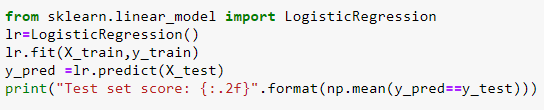 from sklearn.linear_model import LogisticRegression
lr=LogisticRegression()
lr.fit(X_train,y_train)
y_pred =lr.predict(X_test)
print("Test set score: {:.2f}".format(np.mean(y_pred==y_test)))